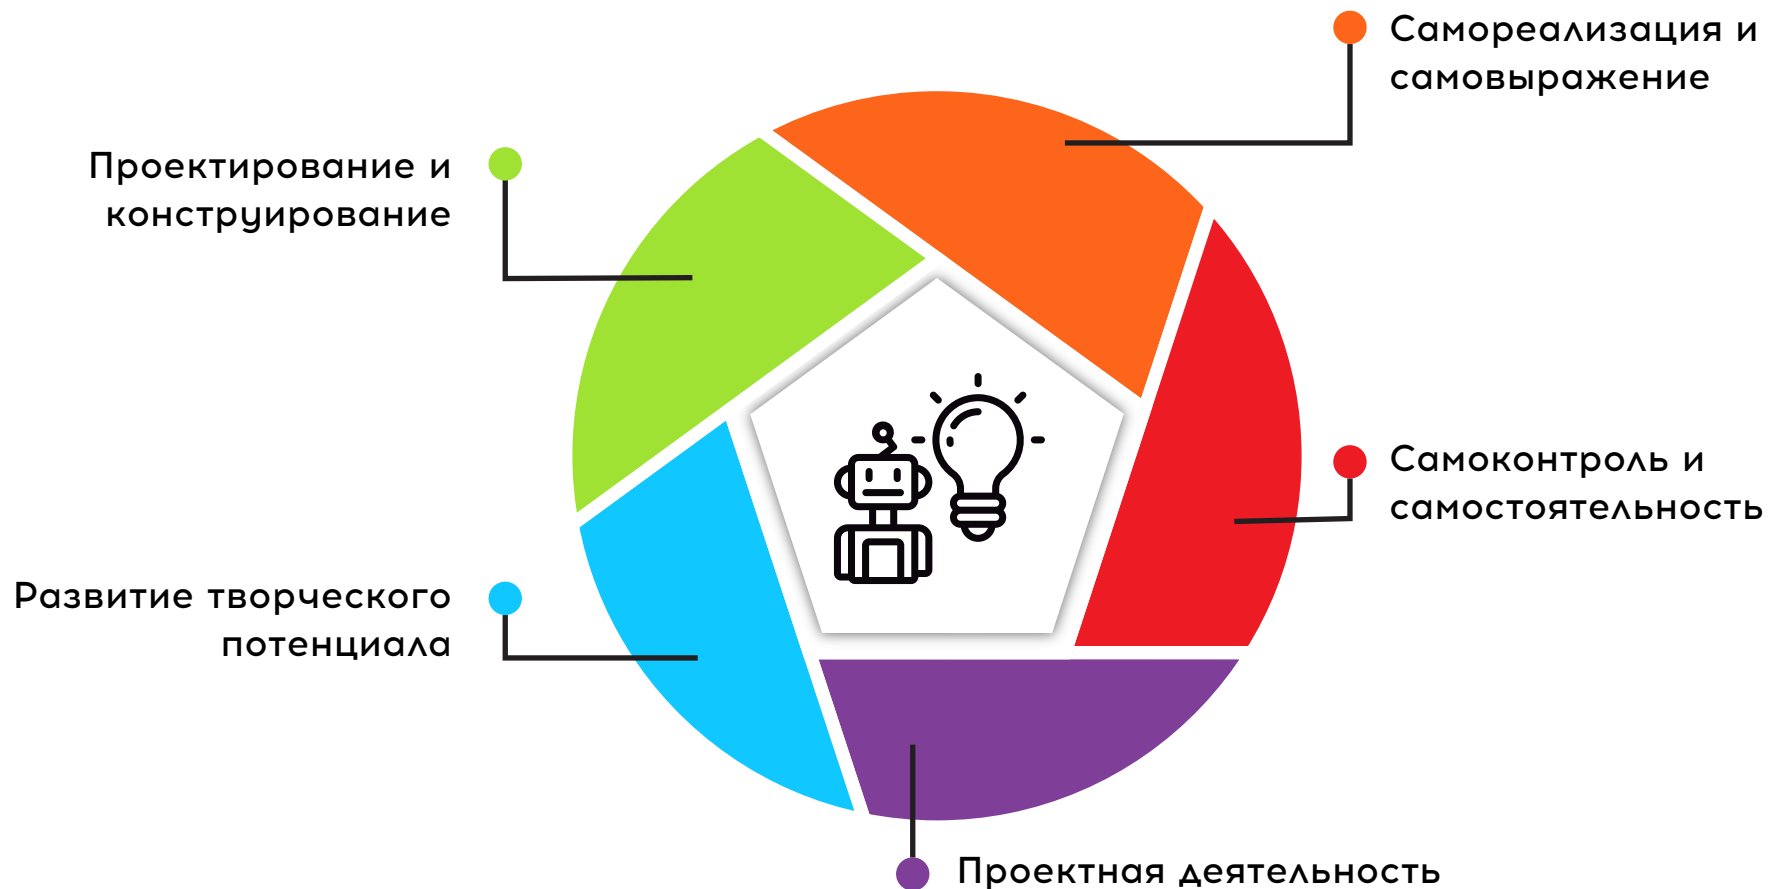 Самореализация и
самовыражение
Проектирование и
конструирование
Самоконтроль и
самостоятельность
Развитие творческого
потенциала
Проектная деятельность